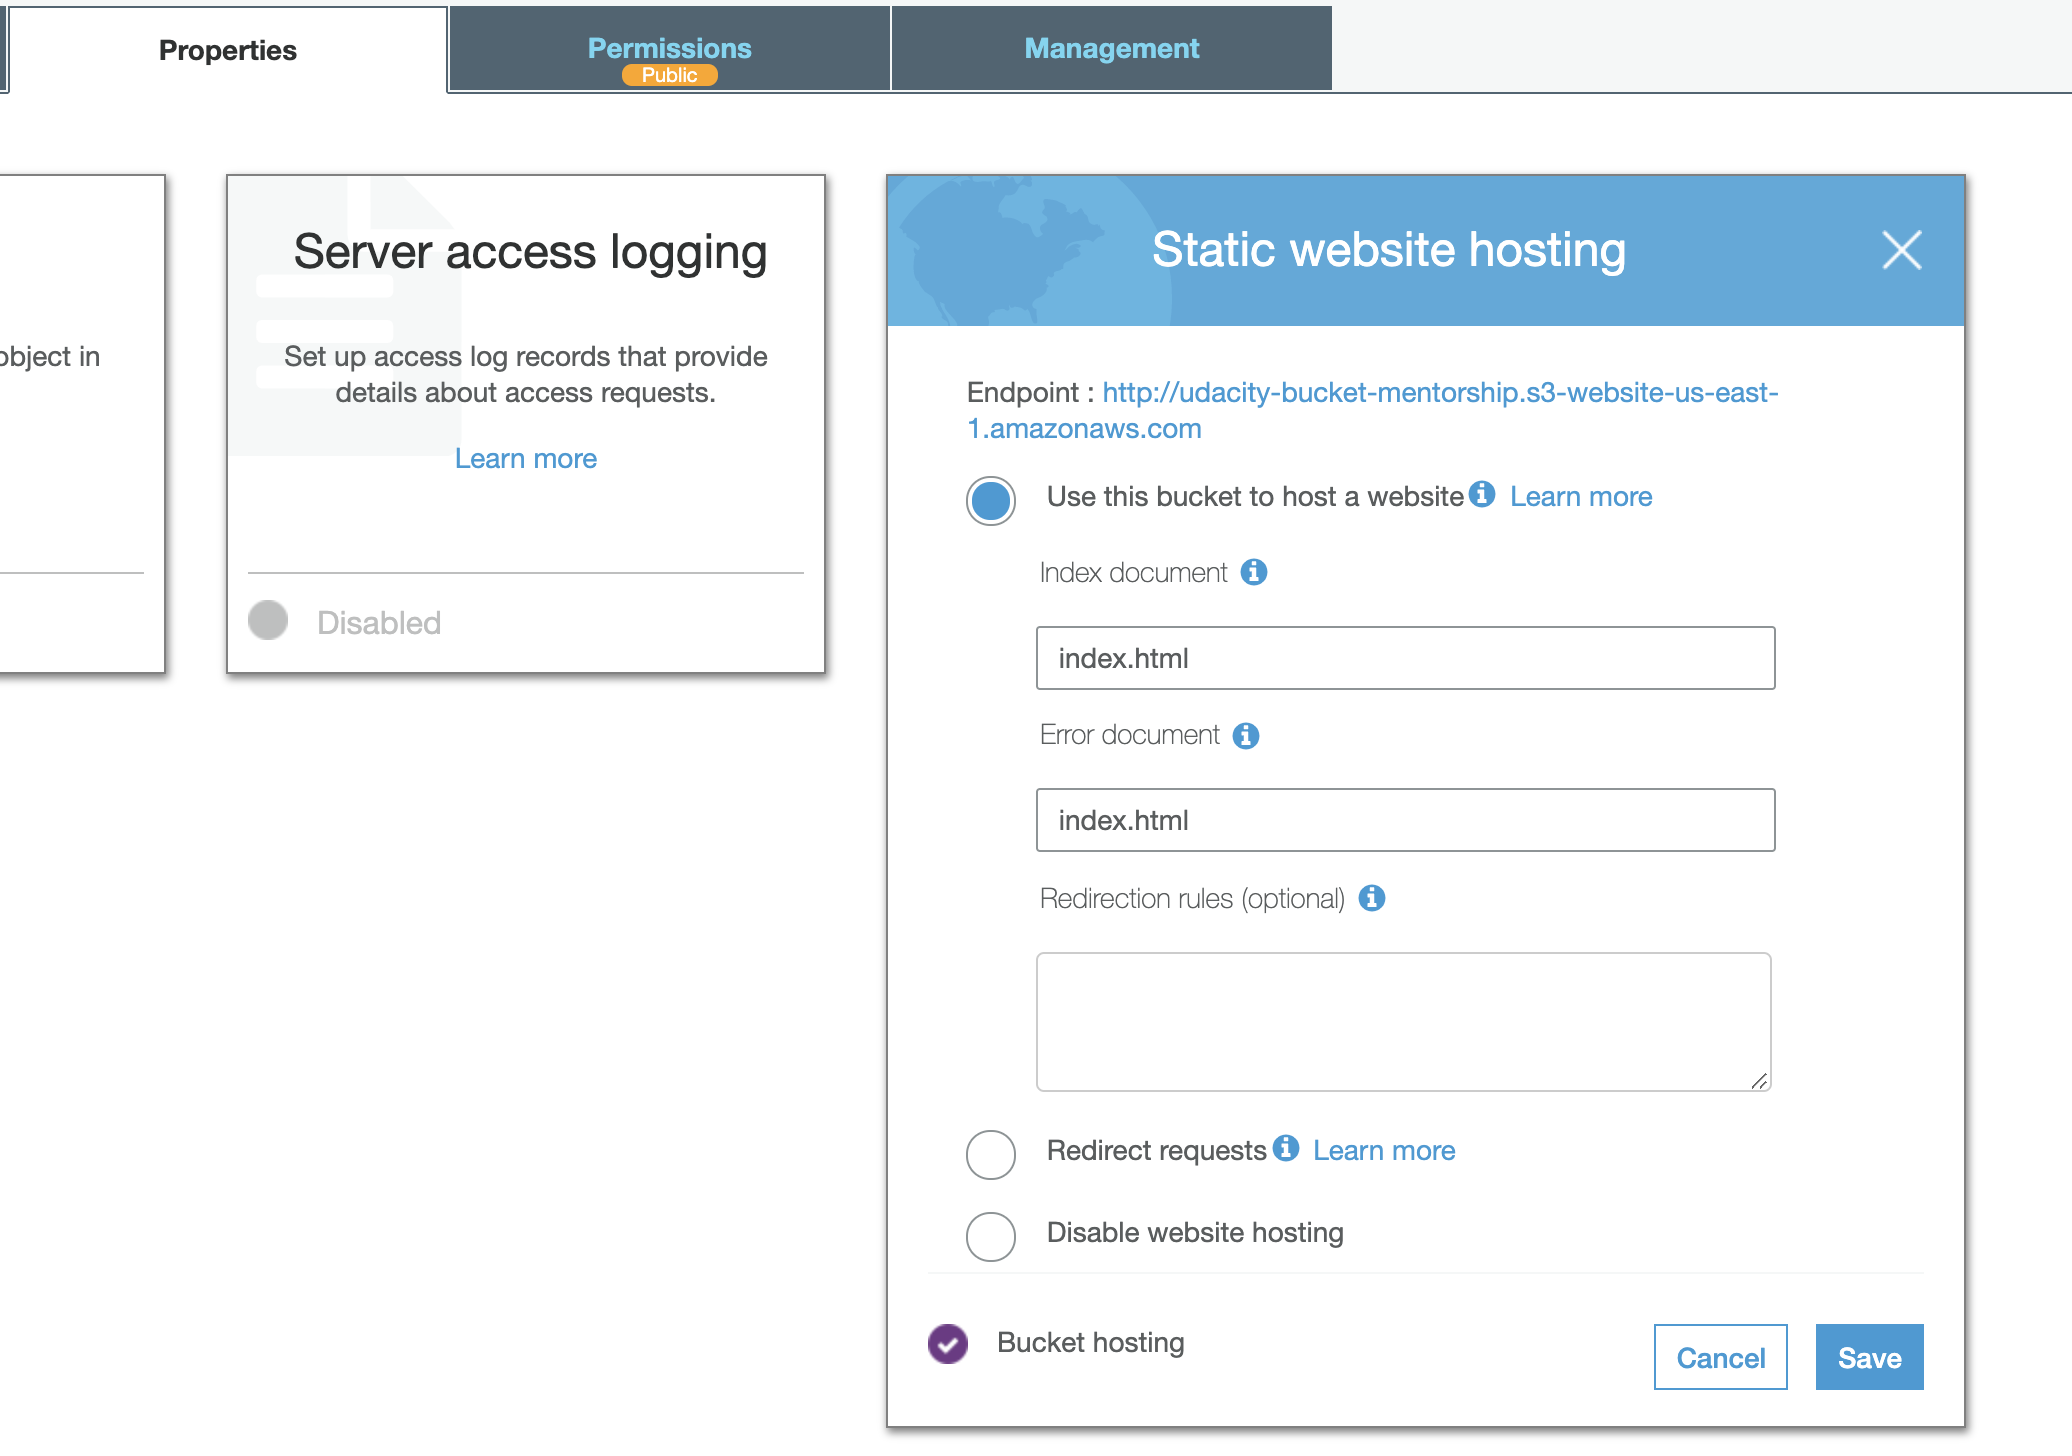 Properties
Permissions
Public
Management
object in
Server access logging
Set up access log records that provide
details about access requests.
Learn more
Disabled
Static website hosting
Endpoint : http://udacity-bucket-mentorship.s3-website-us-east-
1.amazonaws.com
Use this bucket to host a website Learn more
Index document
index.html
Error document
index.html
Redirection rules (optional)
Redirect requests Learn more
Disable website hosting
Bucket hosting
Cancel
Save